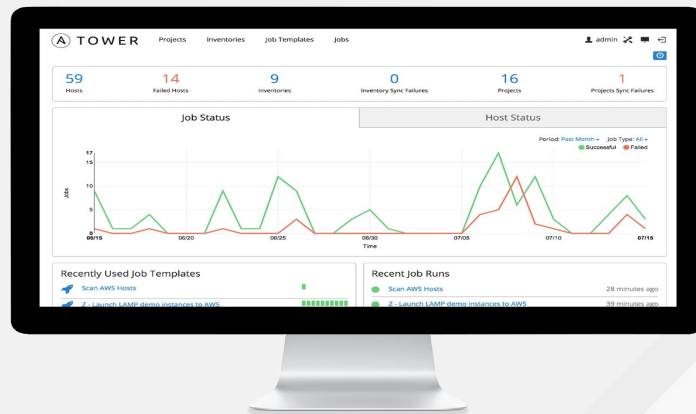 A TOWER Projects Inventories Job Templates Jobs admin
59 14 9 0 16 1
Hosts Failed Hosts Inventories Inventory Sync Failures Projects Projects Sync Failures
Job Status Host Status
Period: Past Month Job Type: All
Successful Failed
17
15
10
5
0
Jobs
06/15 06/20 06/25 06/30 07/05 07/10 07/15
Time
Recently Used Job Templates
Scan AWS Hosts
Z - Launch LAMP demo instances to AWS
Recent Job Runs
Scan AWS Hosts 28 minutes ago
Z - Launch LAMP demo instances to AWS 39 minutes ago